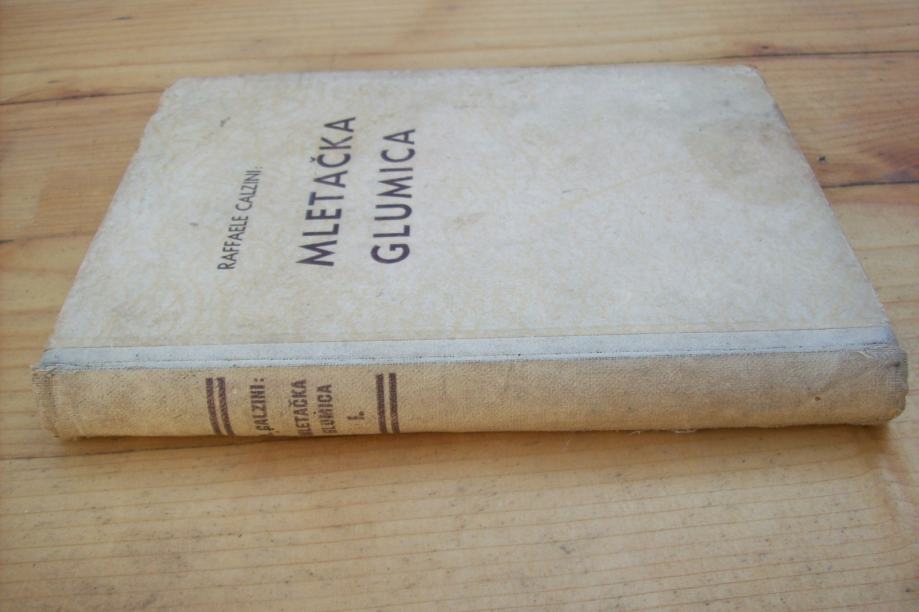 RAFFAELE CALZINI:
MLETAČKA
GLUMICA
CALZINI:
MLETAČKA
GLUMICA
I.